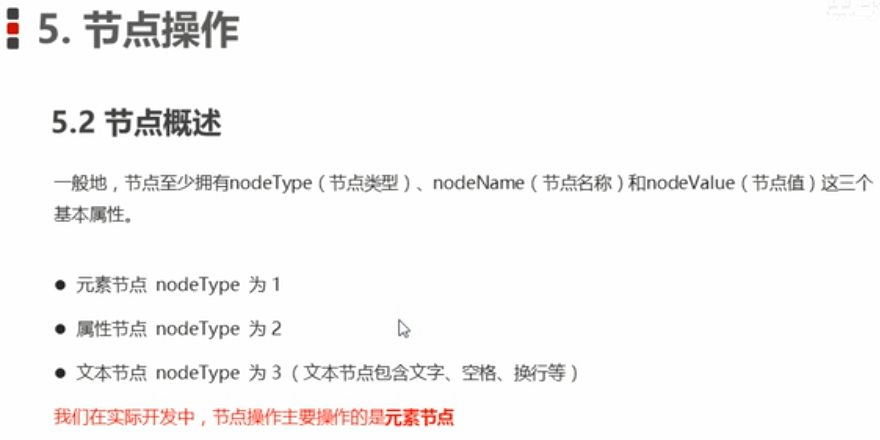 5. 节点操作
5.2 节点概述
一般地，节点至少拥有nodeType（节点类型）、nodeName（节点名称）和nodeValue（节点值）这三个
基本属性。
● 元素节点 nodeType 为 1
● 属性节点 nodeType 为 2
● 文本节点 nodeType 为 3（文本节点包含文字、空格、换行等）
我们在实际开发中，节点操作主要操作的是元素节点